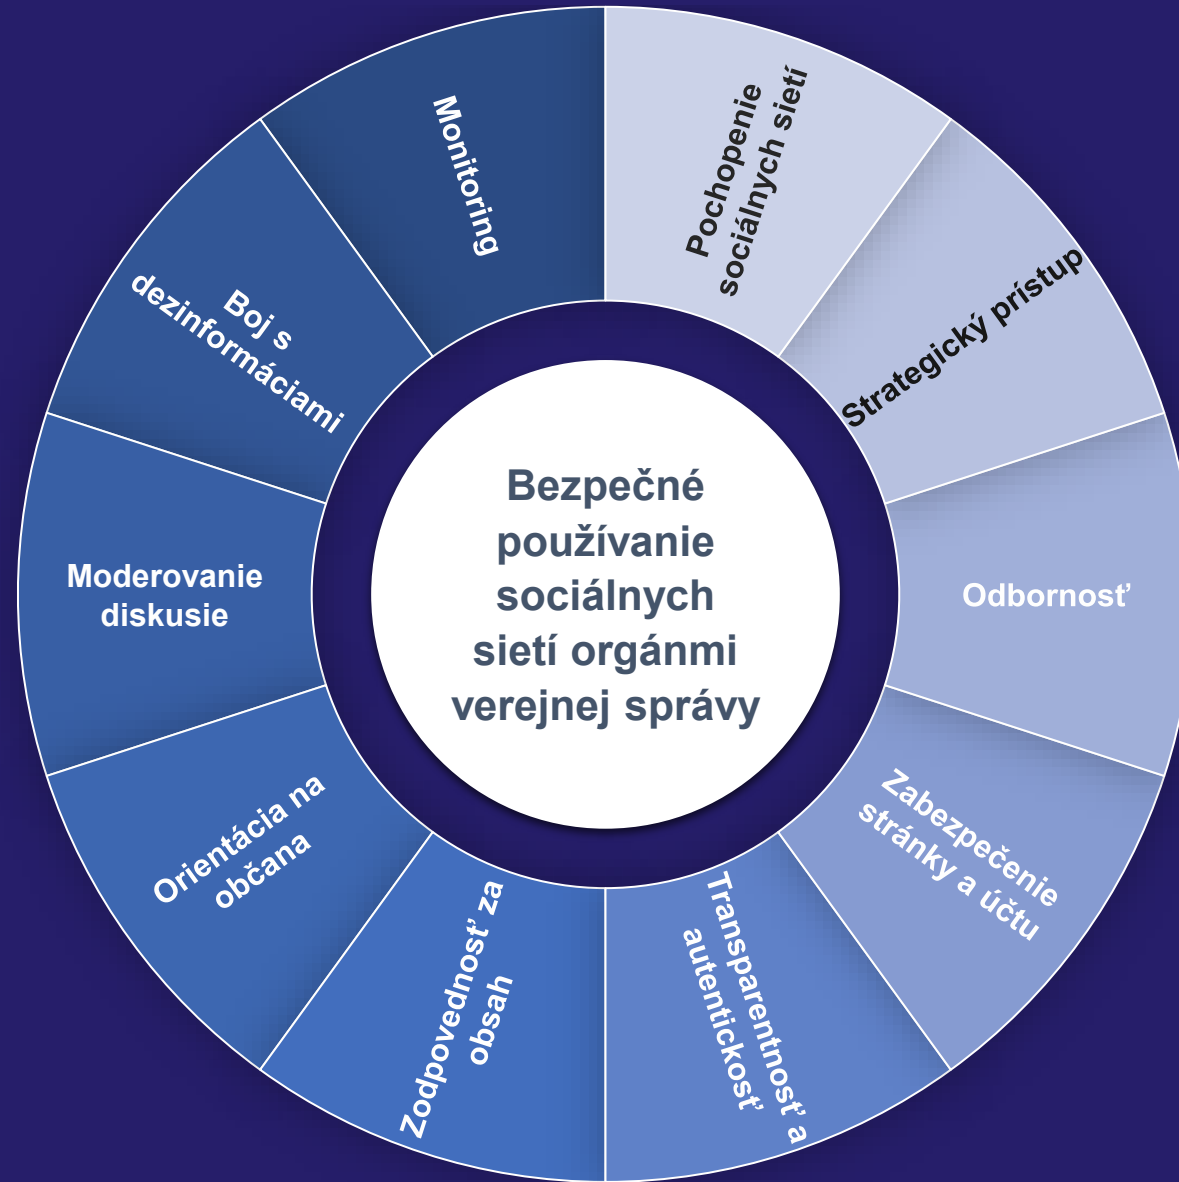 Bezpečné
používanie
sociálnych
sietí orgánmi
verejnej správy
Pochopenie
sociálnych sietí
Strategický prístup
Odbornosť
Zabezpečenie
stránky a účtu
Transparentnosť a
autentickosť
Zodpovednosť za
obsah
Orientácia na
občana
Moderovanie
diskusie
Boj s
dezinformáciami
Monitoring